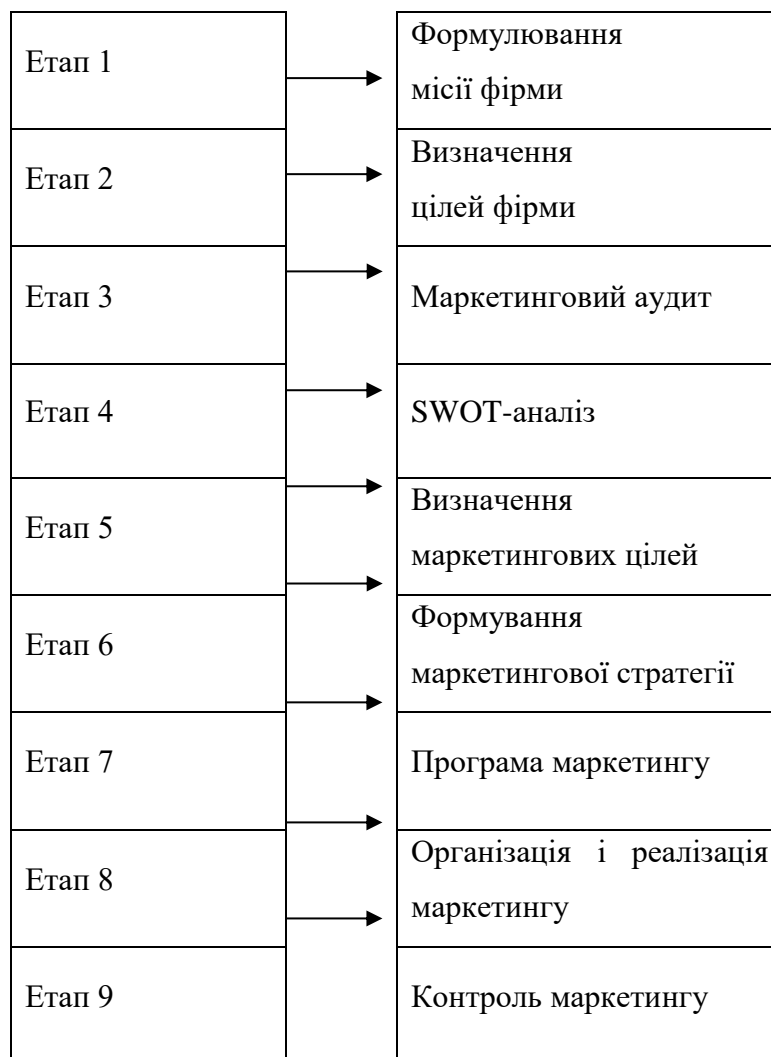 Етап 1
Формулювання
місії фірми
Етап 2
Визначення
цілей фірми
Етап 3
Маркетинговий аудит
Етап 4
SWOT-аналіз
Етап 5
Визначення
маркетингових цілей
Етап 6
Формування
маркетингової стратегії
Етап 7
Програма маркетингу
Етап 8
Організація і реалізація
маркетингу
Етап 9
Контроль маркетингу